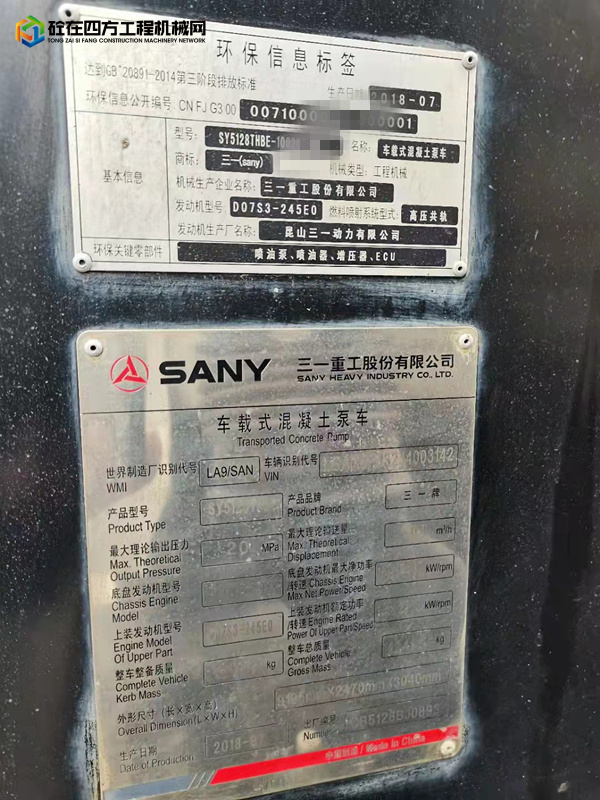 砼在四方工程机械网
TONG ZAI SI FANG CONSTRUCTION MACHINERY NETWORK
环保信息标签
达到GB 20891-2014第三阶段排放标准
生产日期 2018-07
环保信息公开编号 CN FJ G3 00 007100 0001
基本信息
型号: SY5128THBE 名称: 车载式混凝土泵车
商标: 三一(sany) 机械类型: 工程机械
机械生产企业名称: 三一重工股份有限公司
发动机型号 D07S3-245E0 燃料喷射系统型式: 高压共轨
发动机生产厂名称: 昆山三一动力有限公司
环保关键零部件 喷油泵、喷油器、增压器、ECU
SANY 三一重工股份有限公司
SANY HEAVY INDUSTRY CO., LTD.
车载式混凝土泵车
Transported Concrete Pump
世界制造厂识别代号 LA9/SAN 车辆识别代号 4003142
WMI VIN
产品型号 产品品牌 三一牌
Product Type Product Brand
最大理论输出压力 MPa 最大理论输送量 m³/h
Max. Theoretical Output Pressure Max. Theoretical Displacement
底盘发动机型号 底盘发动机最大净功率/转速 kW/rpm
Chassis Engine Model Chassis Engine Max Net Power/Speed
上装发动机型号 D07S3-245E0 上装发动机额定功率/转速 kW/rpm
Engine Model Of Upper Part Engine Rated Power Of Upper Part/Speed
整车整备质量 kg 整车总质量 kg
Complete Vehicle Kerb Mass Complete Vehicle Gross Mass
外形尺寸(长×宽×高) X2470mm X3040mm
Overall Dimension(L×W×H)
生产日期 2018- 出厂编号
Date of Production
中国制造/Made in China